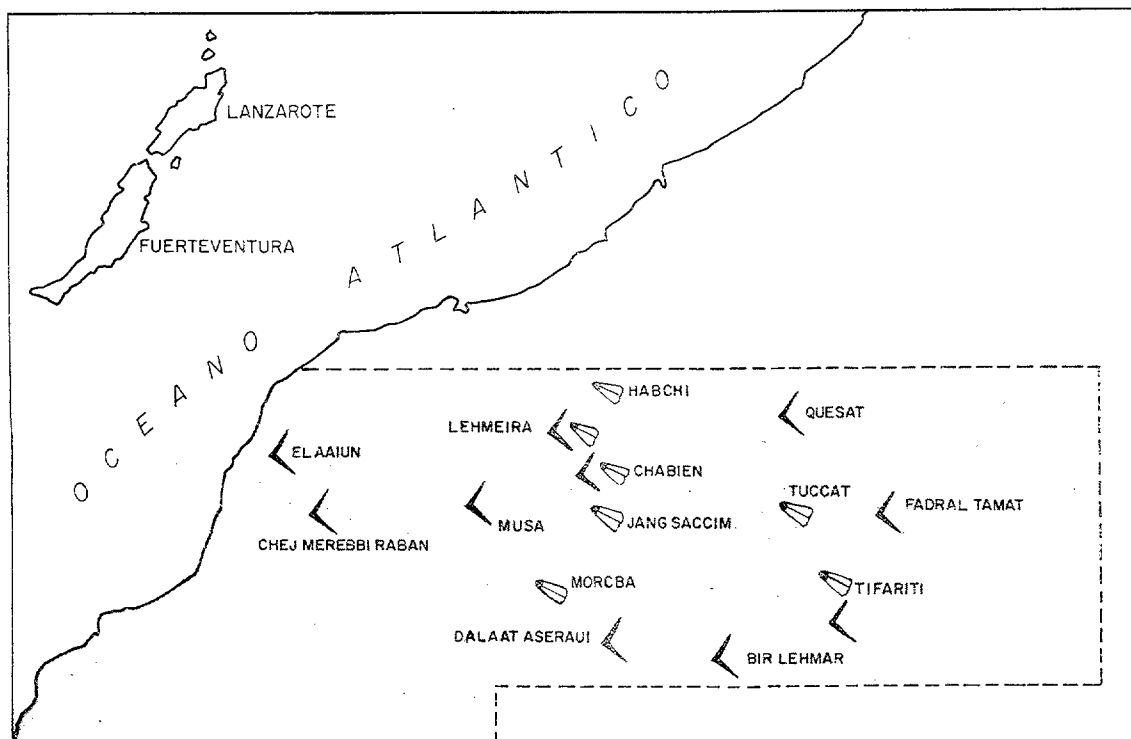 LANZAROTE
FUERTEVENTURA
OCEANO ATLANTICO
HABCHI
LEHMEIRA
QUESAT
EL AAIUN
CHABIEN
TUCCAT
FADRAL TAMAT
MUSA
JANG SACCIM.
CHEJ MEREBBI RABAN
MORCBA
TIFARITI
DALAAT ASERAUI
BIR LEHMAR